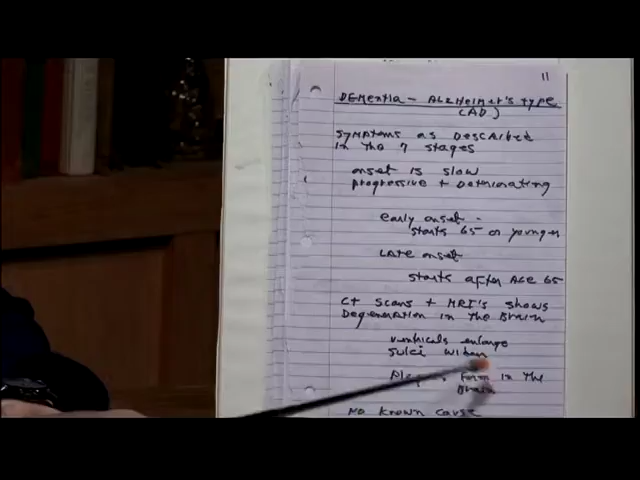 11
Dementia - Alzheimer's type
(AD)
Symptoms as Described
in the 7 stages
onset is slow
progressive + Deteriorating
early onset -
starts 65 or younger
Late onset
starts after Age 65
CT Scans + MRI's shows
Degeneration in the Brain
ventricals enlarge
Sulci widen
form in the
Brain
No known cause